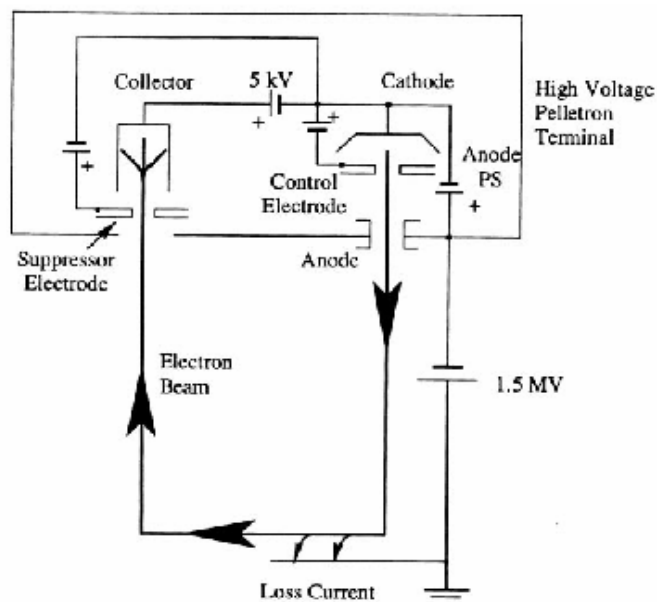 Collector
5 kV
Cathode
High Voltage
Pelletron
Terminal
+
+
+
Control
Electrode
Anode
PS
+
Suppressor
Electrode
Anode
Electron
Beam
1.5 MV
Loss Current